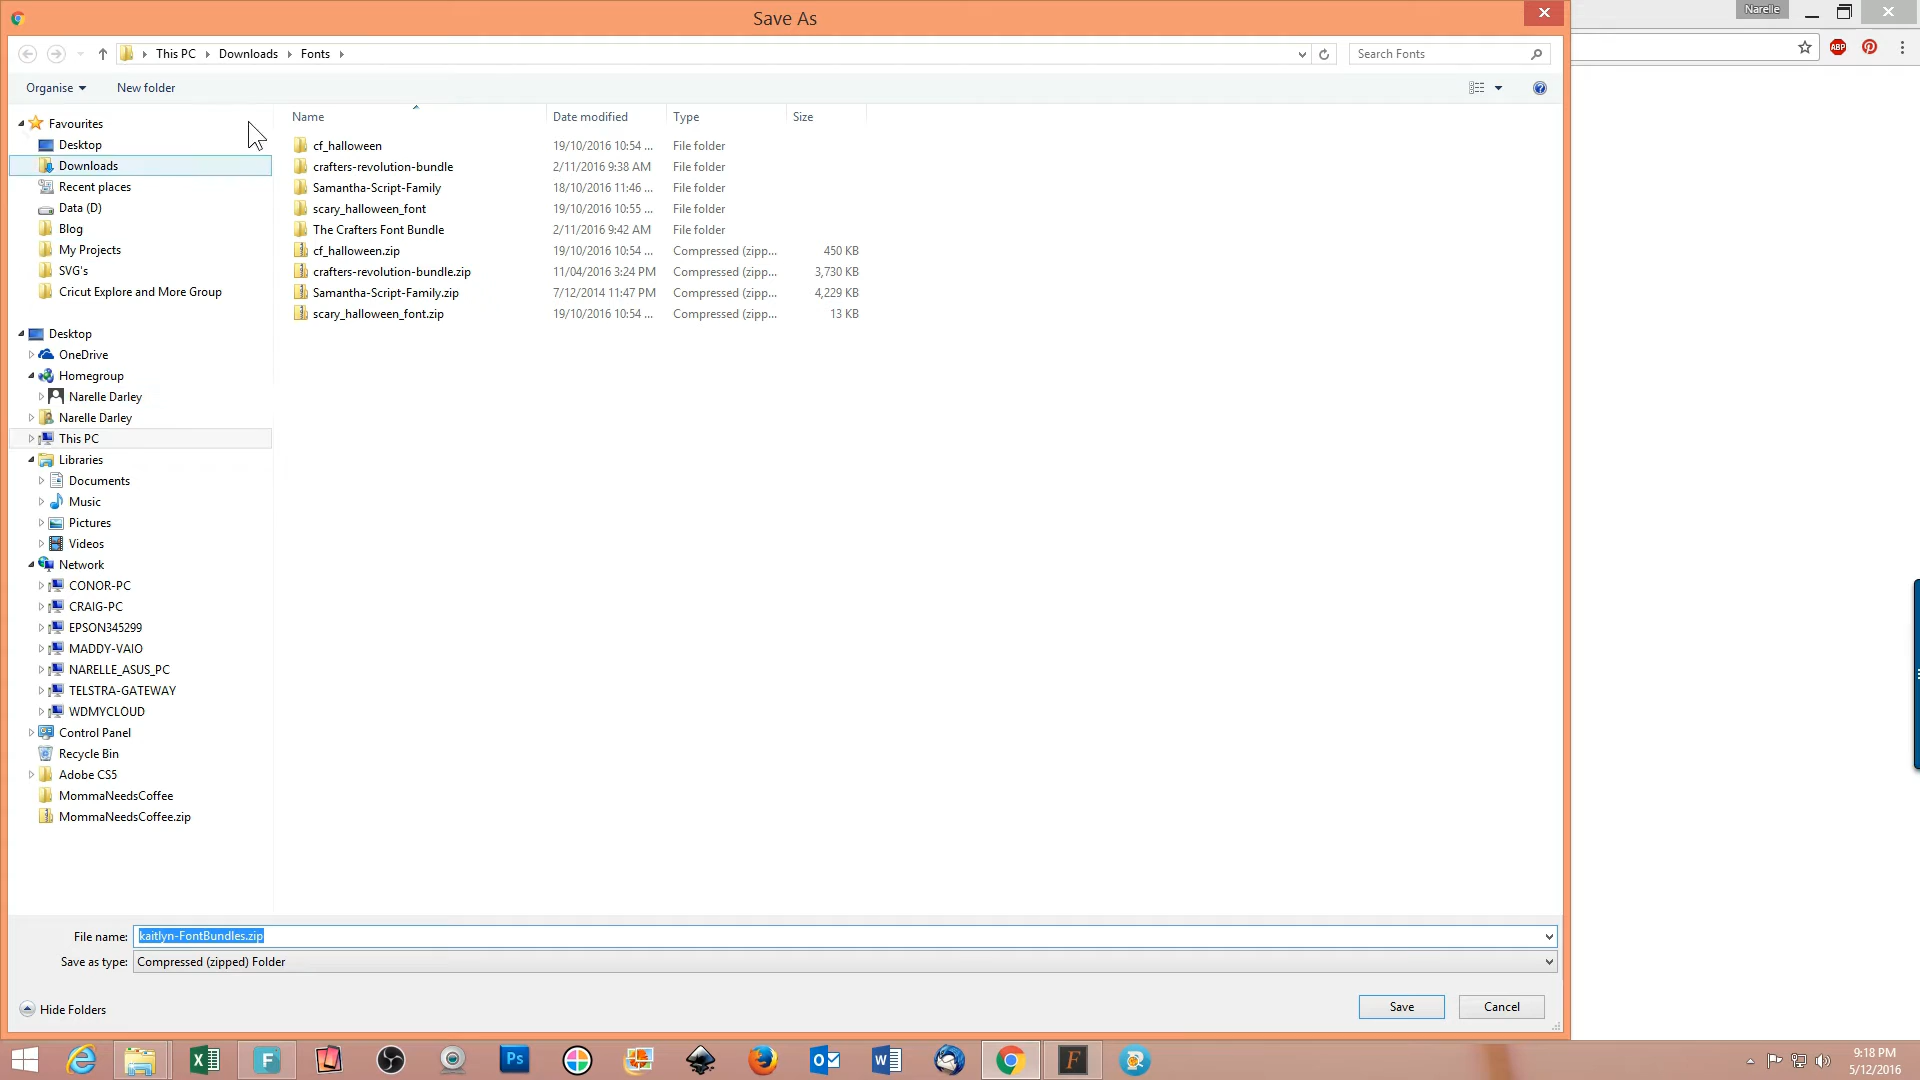 Save As
Narelle
This PC
Downloads
Fonts
Search Fonts
ABP
Organise
New folder
Name
Date modified
Type
Size
Favourites
Desktop
Downloads
Recent places
Data (D)
Blog
My Projects
SVG's
Cricut Explore and More Group
cf_halloween 19/10/2016 10:54 ... File folder
crafters-revolution-bundle 2/11/2016 9:38 AM File folder
Samantha-Script-Family 18/10/2016 11:46 ... File folder
scary_halloween_font 19/10/2016 10:55 ... File folder
The Crafters Font Bundle 2/11/2016 9:42 AM File folder
cf_halloween.zip 19/10/2016 10:54 ... Compressed (zipp... 450 KB
crafters-revolution-bundle.zip 11/04/2016 3:24 PM Compressed (zipp... 3,730 KB
Samantha-Script-Family.zip 7/12/2014 11:47 PM Compressed (zipp... 4,229 KB
scary_halloween_font.zip 19/10/2016 10:54 ... Compressed (zipp... 13 KB
Desktop
OneDrive
Homegroup
Narelle Darley
Narelle Darley
This PC
Libraries
Documents
Music
Pictures
Videos
Network
CONOR-PC
CRAIG-PC
EPSON345299
MADDY-VAIO
NARELLE_ASUS_PC
TELSTRA-GATEWAY
WDMYCLOUD
Control Panel
Recycle Bin
Adobe CS5
MommaNeedsCoffee
MommaNeedsCoffee.zip
File name: kaitlyn-FontBundles.zip
Save as type: Compressed (zipped) Folder
Hide Folders
Save
Cancel
F
Ps
F
9:18 PM
5/12/2016